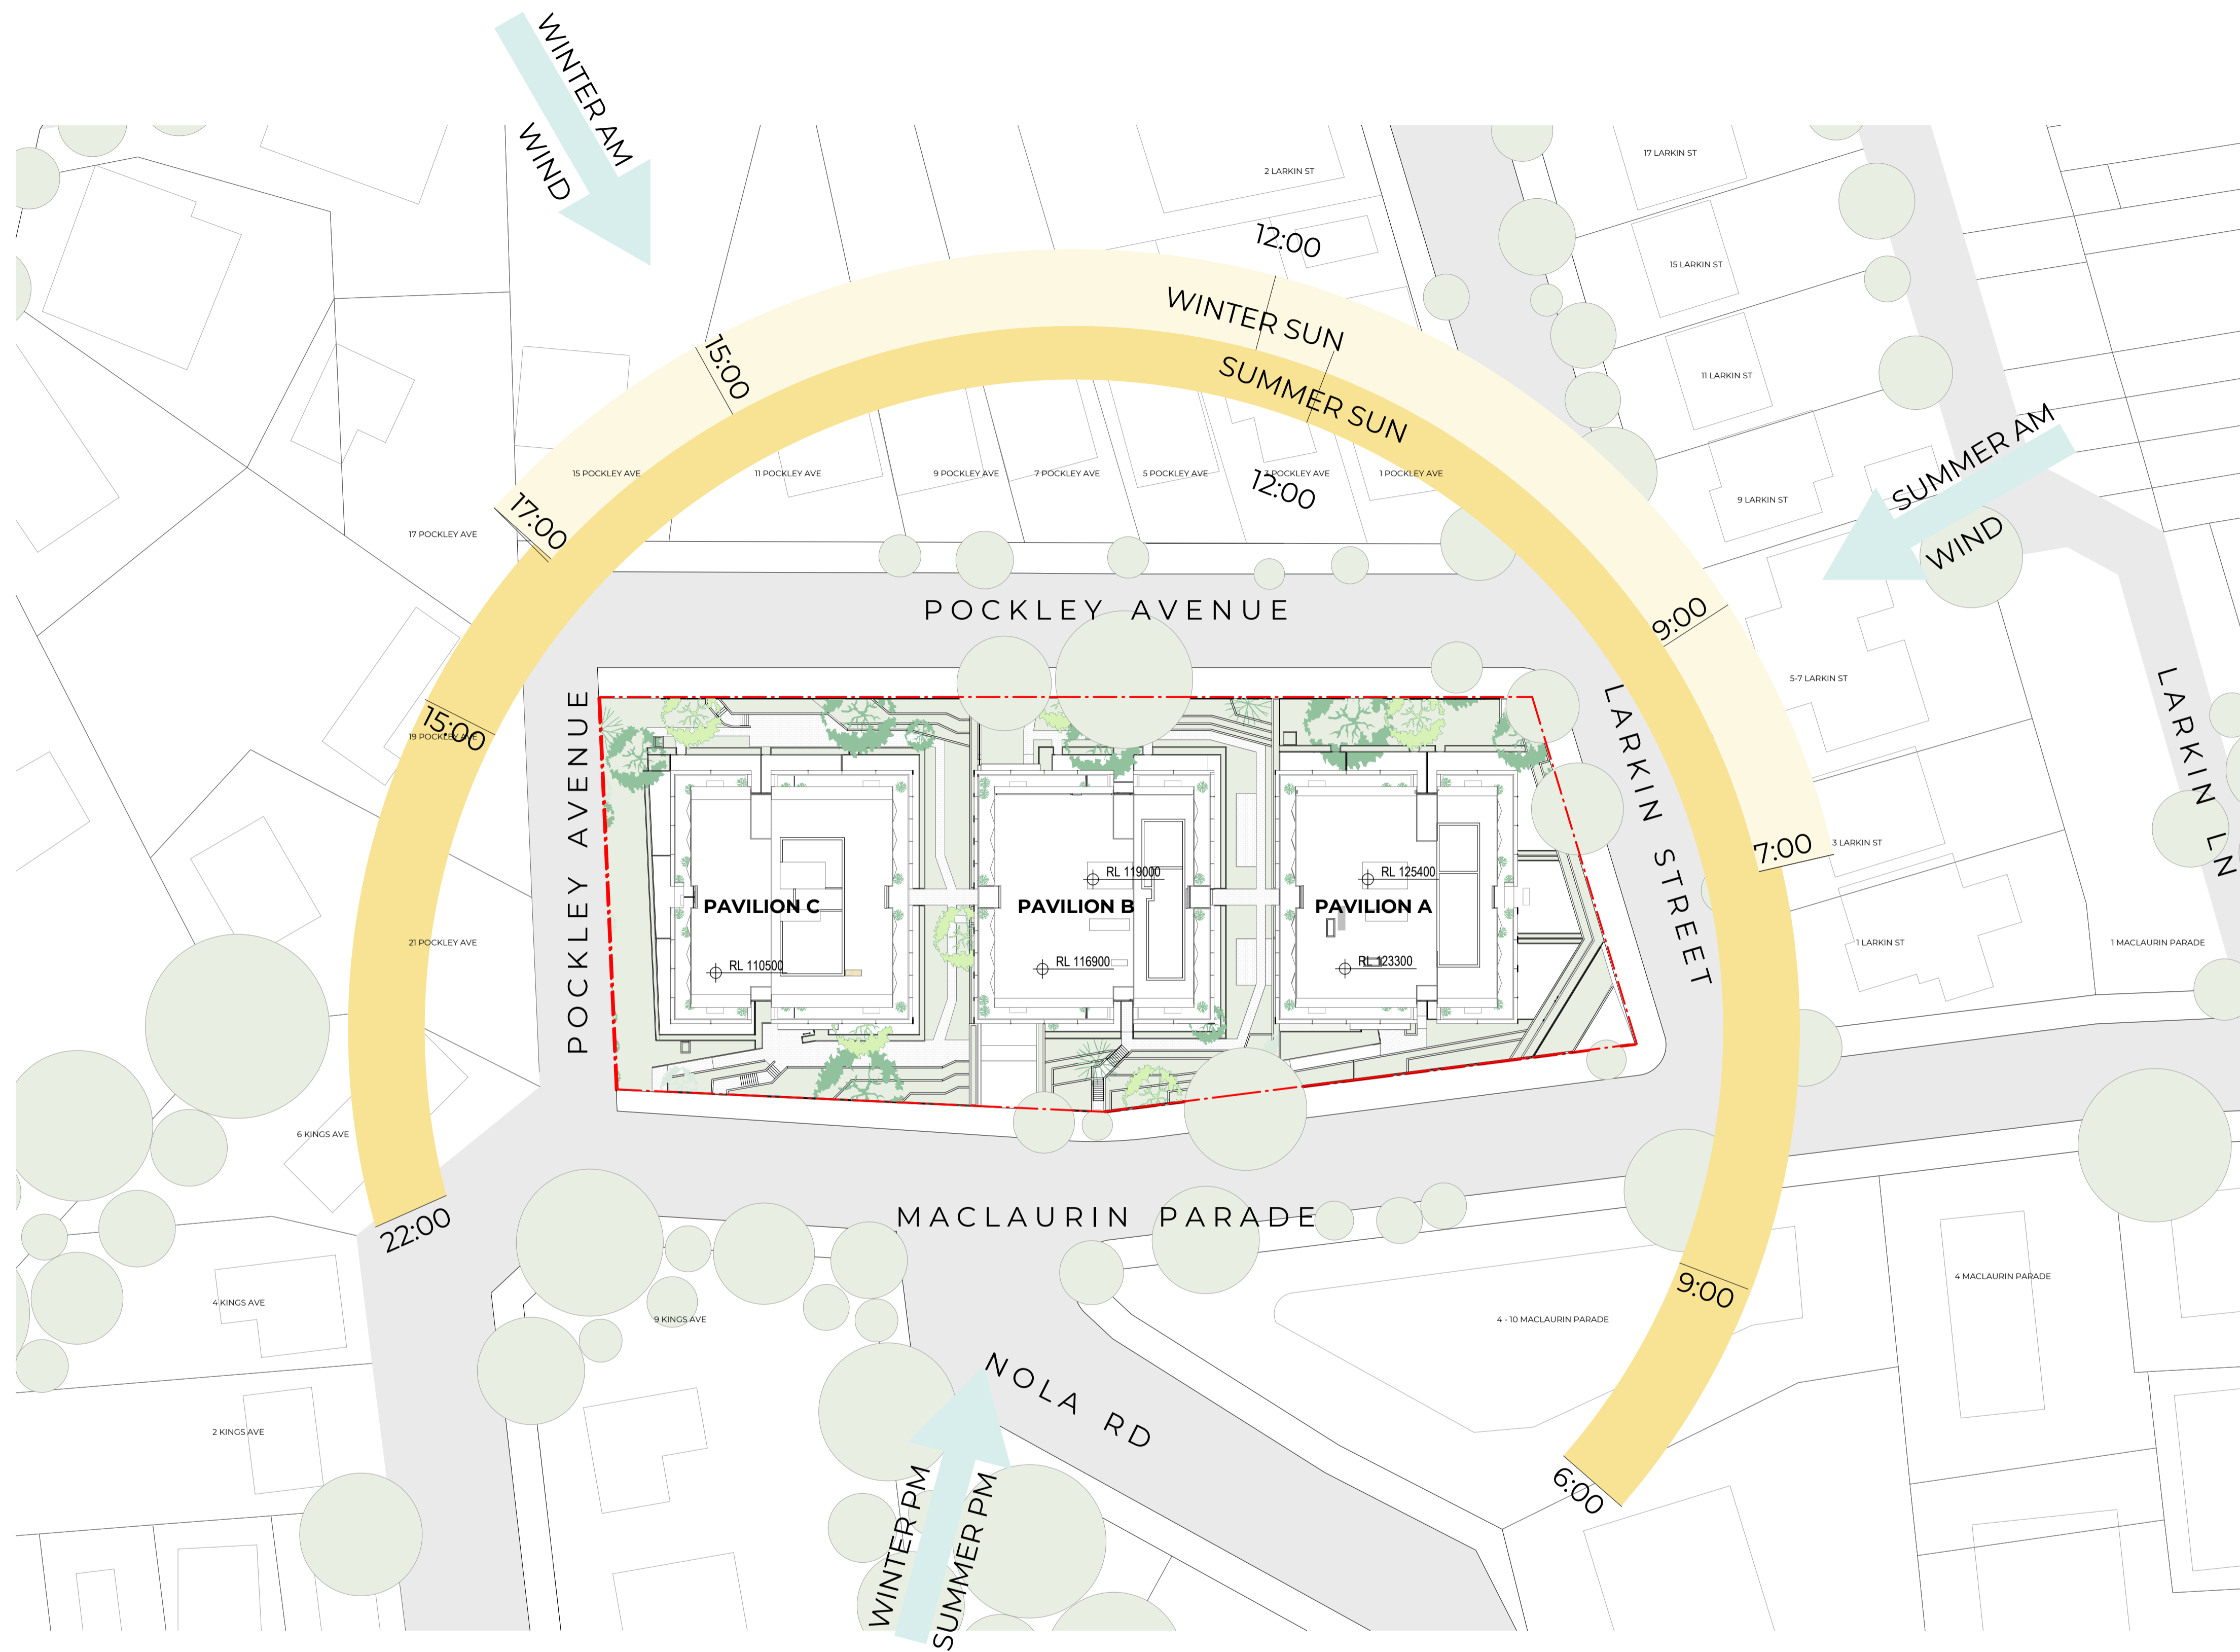 WINTER AM
WIND
17 LARKIN ST
2 LARKIN ST
12:00
15 LARKIN ST
WINTER SUN
15:00
SUMMER SUN
11 LARKIN ST
SUMMER AM
WIND
15 POCKLEY AVE
11 POCKLEY AVE
9 POCKLEY AVE
7 POCKLEY AVE
5 POCKLEY AVE
3 POCKLEY AVE
1 POCKLEY AVE
12:00
9 LARKIN ST
17:00
17 POCKLEY AVE
POCKLEY AVENUE
9:00
5-7 LARKIN ST
LARKIN LN
15:00
19 POCKLEY AVE
POCKLEY AVENUE
LARKIN STREET
7:00
3 LARKIN ST
RL 119000
RL 125400
PAVILION C
PAVILION B
PAVILION A
21 POCKLEY AVE
1 LARKIN ST
1 MACLAURIN PARADE
RL 110500
RL 116900
RL 123300
6 KINGS AVE
22:00
MACLAURIN PARADE
9:00
4 MACLAURIN PARADE
4 KINGS AVE
9 KINGS AVE
4 - 10 MACLAURIN PARADE
NOLA RD
2 KINGS AVE
6:00
WINTER PM
SUMMER PM